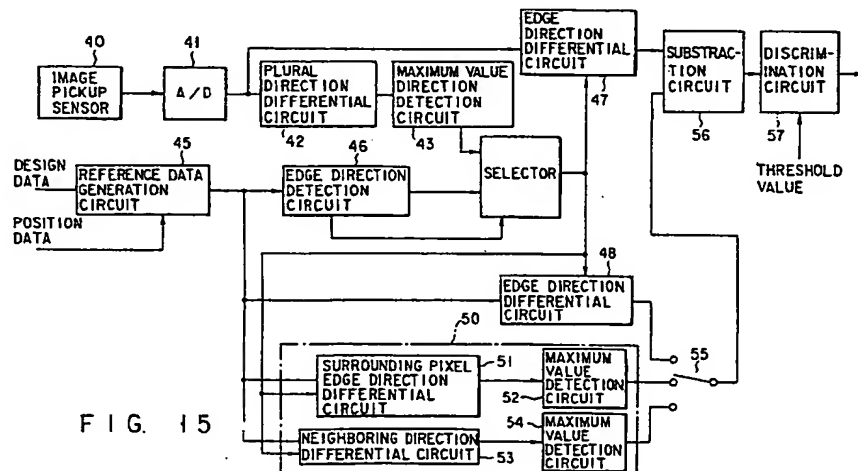 40
IMAGE
PICKUP
SENSOR
41
A/D
PLURAL
DIRECTION
DIFFERENTIAL
CIRCUIT
42
MAXIMUM VALUE
DIRECTION
DETECTION
CIRCUIT
43
EDGE
DIRECTION
DIFFERENTIAL
CIRCUIT
47
SUBSTRAC-
TION
CIRCUIT
56
DISCRIM-
INATION
CIRCUIT
57
THRESHOLD
VALUE
DESIGN
DATA
POSITION
DATA
45
REFERENCE DATA
GENERATION
CIRCUIT
46
EDGE DIRECTION
DETECTION
CIRCUIT
SELECTOR
48
EDGE DIRECTION
DIFFERENTIAL
CIRCUIT
50
SURROUNDING PIXEL
EDGE DIRECTION
DIFFERENTIAL
CIRCUIT
51
MAXIMUM
VALUE
DETECTION
CIRCUIT
52
55
NEIGHBORING DIRECTION
DIFFERENTIAL CIRCUIT
53
54
MAXIMUM
VALUE
DETECTION
CIRCUIT
FIG. 15